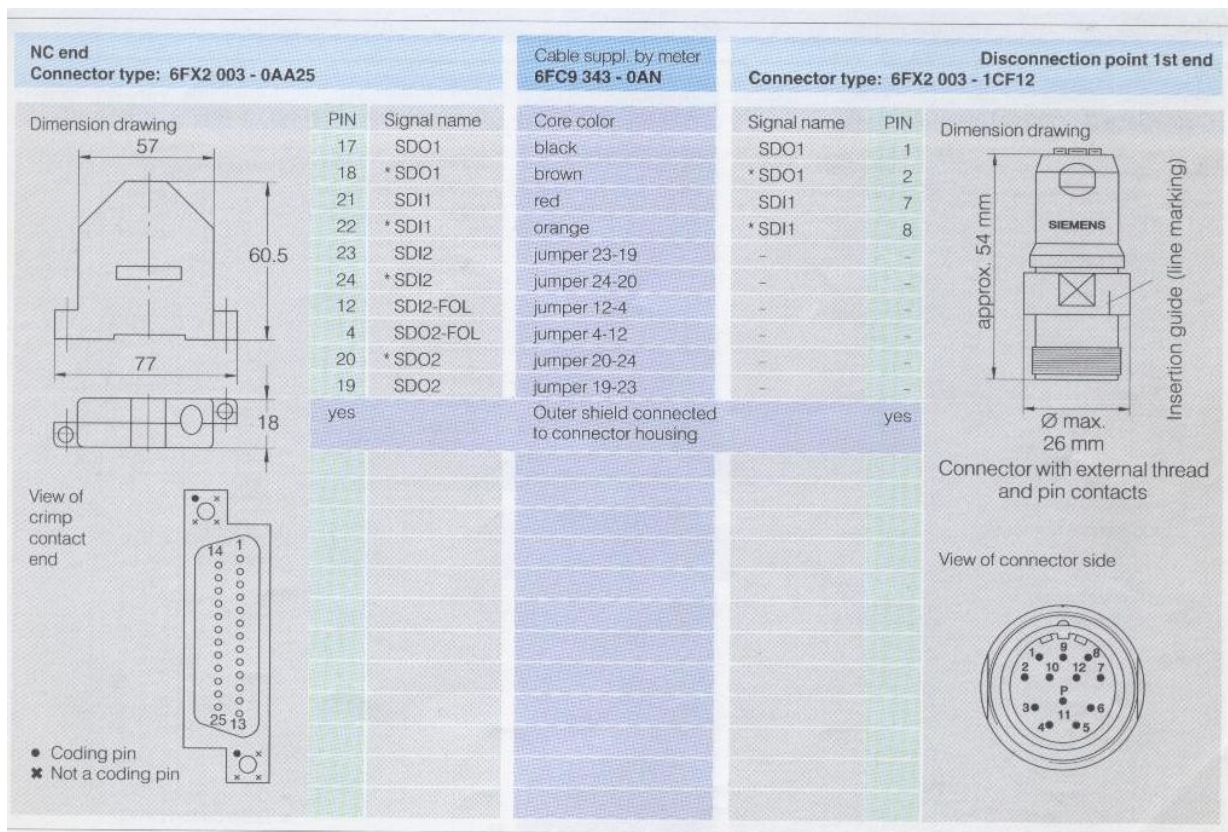 NC end
Connector type: 6FX2 003 - 0AA25
Cable suppl. by meter
6FC9 343 - 0AN
Disconnection point 1st end
Connector type: 6FX2 003 - 1CF12
Dimension drawing
PIN Signal name Core color Signal name PIN
Dimension drawing
17 SDO1 black SDO1 1
18 * SDO1 brown * SDO1 2
21 SDI1 red SDI1 7
22 * SDI1 orange * SDI1 8
23 SDI2 jumper 23-19 - -
24 * SDI2 jumper 24-20 - -
12 SDI2-FOL jumper 12-4 - -
4 SDO2-FOL jumper 4-12 - -
20 * SDO2 jumper 20-24 - -
19 SDO2 jumper 19-23 - -
yes Outer shield connected yes
to connector housing
57
60.5
77
18
View of
crimp
contact
end
14 1
25 13
● Coding pin
✖ Not a coding pin
SIEMENS
approx. 54 mm
Insertion guide (line marking)
Ø max.
26 mm
Connector with external thread
and pin contacts
View of connector side
1 9 8
2 10 12 7
P
3 11 6
4 5